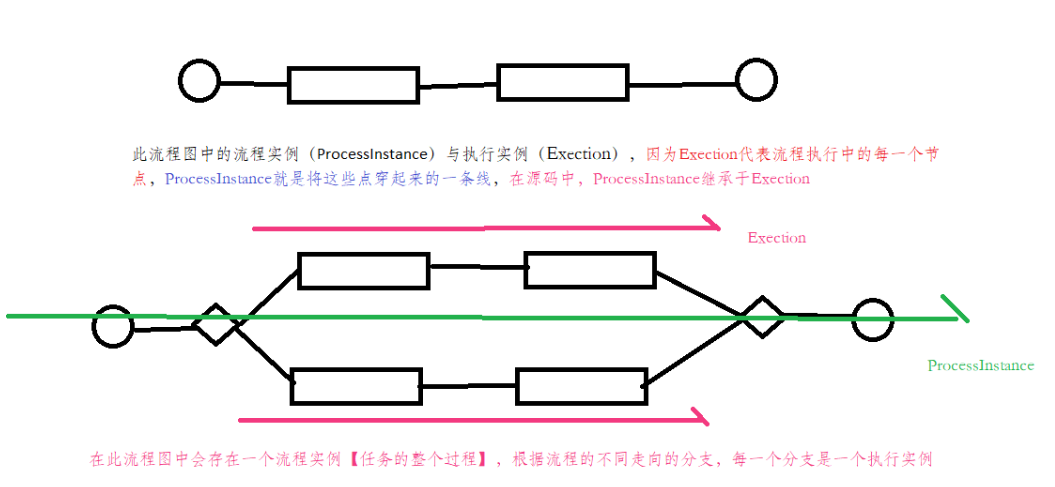 此流程图中的流程实例（ProcessInstance）与执行实例（Exection），因为Exection代表流程执行中的每一个节
点，ProcessInstance就是将这些点穿起来的一条线，在源码中，ProcessInstance继承于Exection
Exection
ProcessInstance
在此流程图中会存在一个流程实例【任务的整个过程】，根据流程的不同走向的分支，每一个分支是一个执行实例